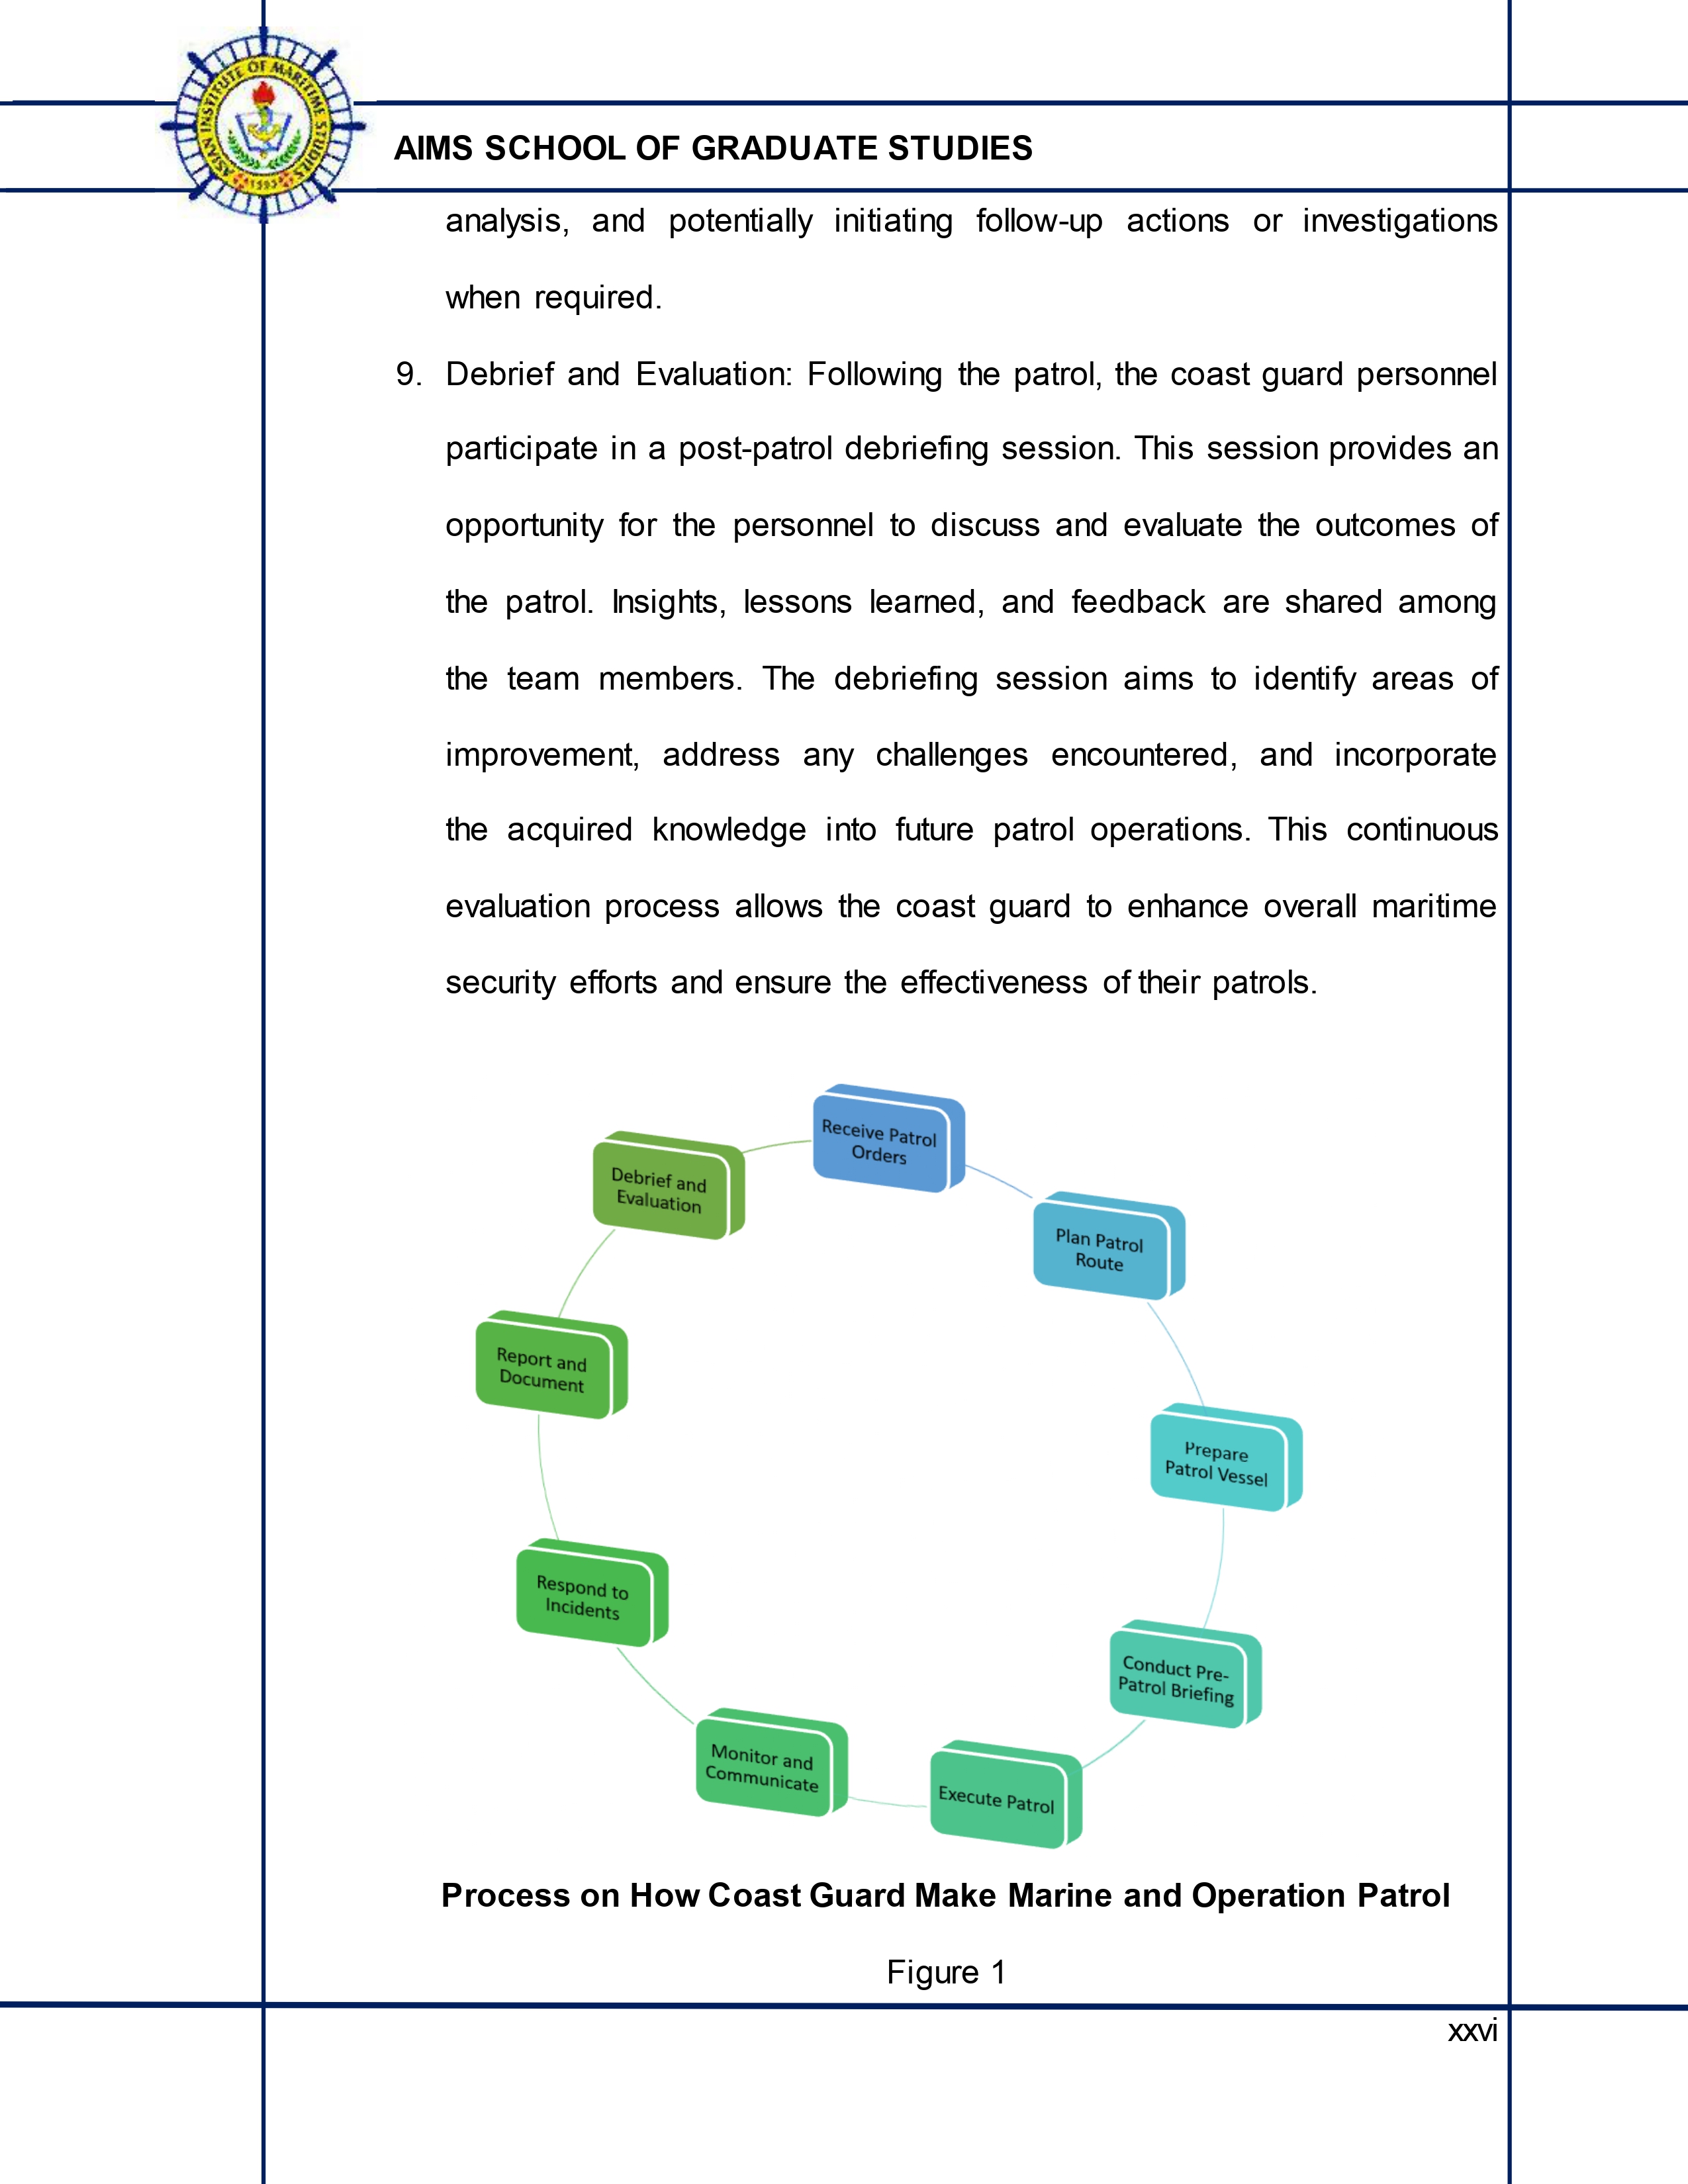 ASIAN INSTITUTE OF MARITIME STUDIES
1993
AIMS SCHOOL OF GRADUATE STUDIES
analysis, and potentially initiating follow-up actions or investigations
when required.
9. Debrief and Evaluation: Following the patrol, the coast guard personnel
participate in a post-patrol debriefing session. This session provides an
opportunity for the personnel to discuss and evaluate the outcomes of
the patrol. Insights, lessons learned, and feedback are shared among
the team members. The debriefing session aims to identify areas of
improvement, address any challenges encountered, and incorporate
the acquired knowledge into future patrol operations. This continuous
evaluation process allows the coast guard to enhance overall maritime
security efforts and ensure the effectiveness of their patrols.
Receive Patrol
Orders
Plan Patrol
Route
Prepare
Patrol Vessel
Conduct Pre-
Patrol Briefing
Execute Patrol
Monitor and
Communicate
Respond to
Incidents
Report and
Document
Debrief and
Evaluation
Process on How Coast Guard Make Marine and Operation Patrol
Figure 1
xxvi